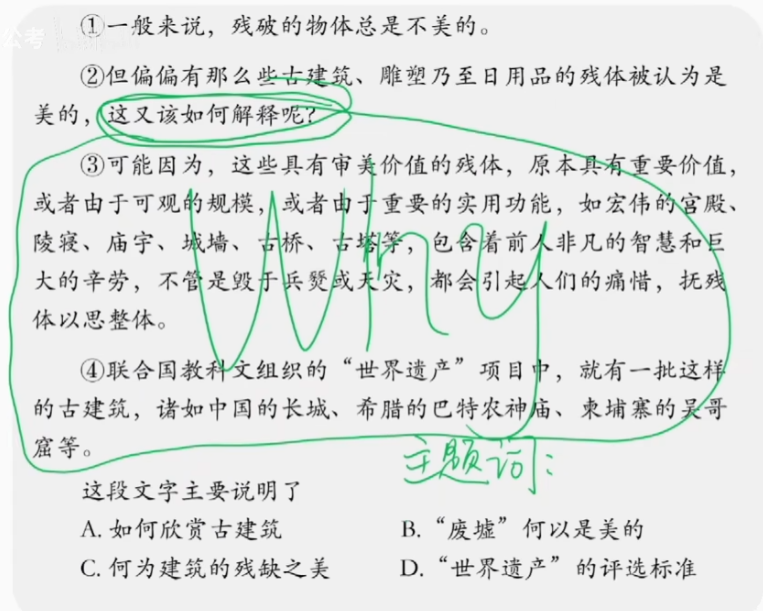 公考
①一般来说，残破的物体总是不美的。
②但偏偏有那么些古建筑、雕塑乃至日用品的残体被认为是
美的，这又该如何解释呢？
③可能因为，这些具有审美价值的残体，原本具有重要价值，
或者由于可观的规模，或者由于重要的实用功能，如宏伟的宫殿、
陵寝、庙宇、城墙、古桥、古塔等，包含着前人非凡的智慧和巨
大的辛劳，不管是毁于兵燹或天灾，都会引起人们的痛惜，抚残
体以思整体。
Why
④联合国教科文组织的“世界遗产”项目中，就有一批这样
的古建筑，诸如中国的长城、希腊的巴特农神庙、柬埔寨的吴哥
窟等。
主题词：
这段文字主要说明了
A. 如何欣赏古建筑 B.“废墟”何以是美的
C. 何为建筑的残缺之美 D.“世界遗产”的评选标准